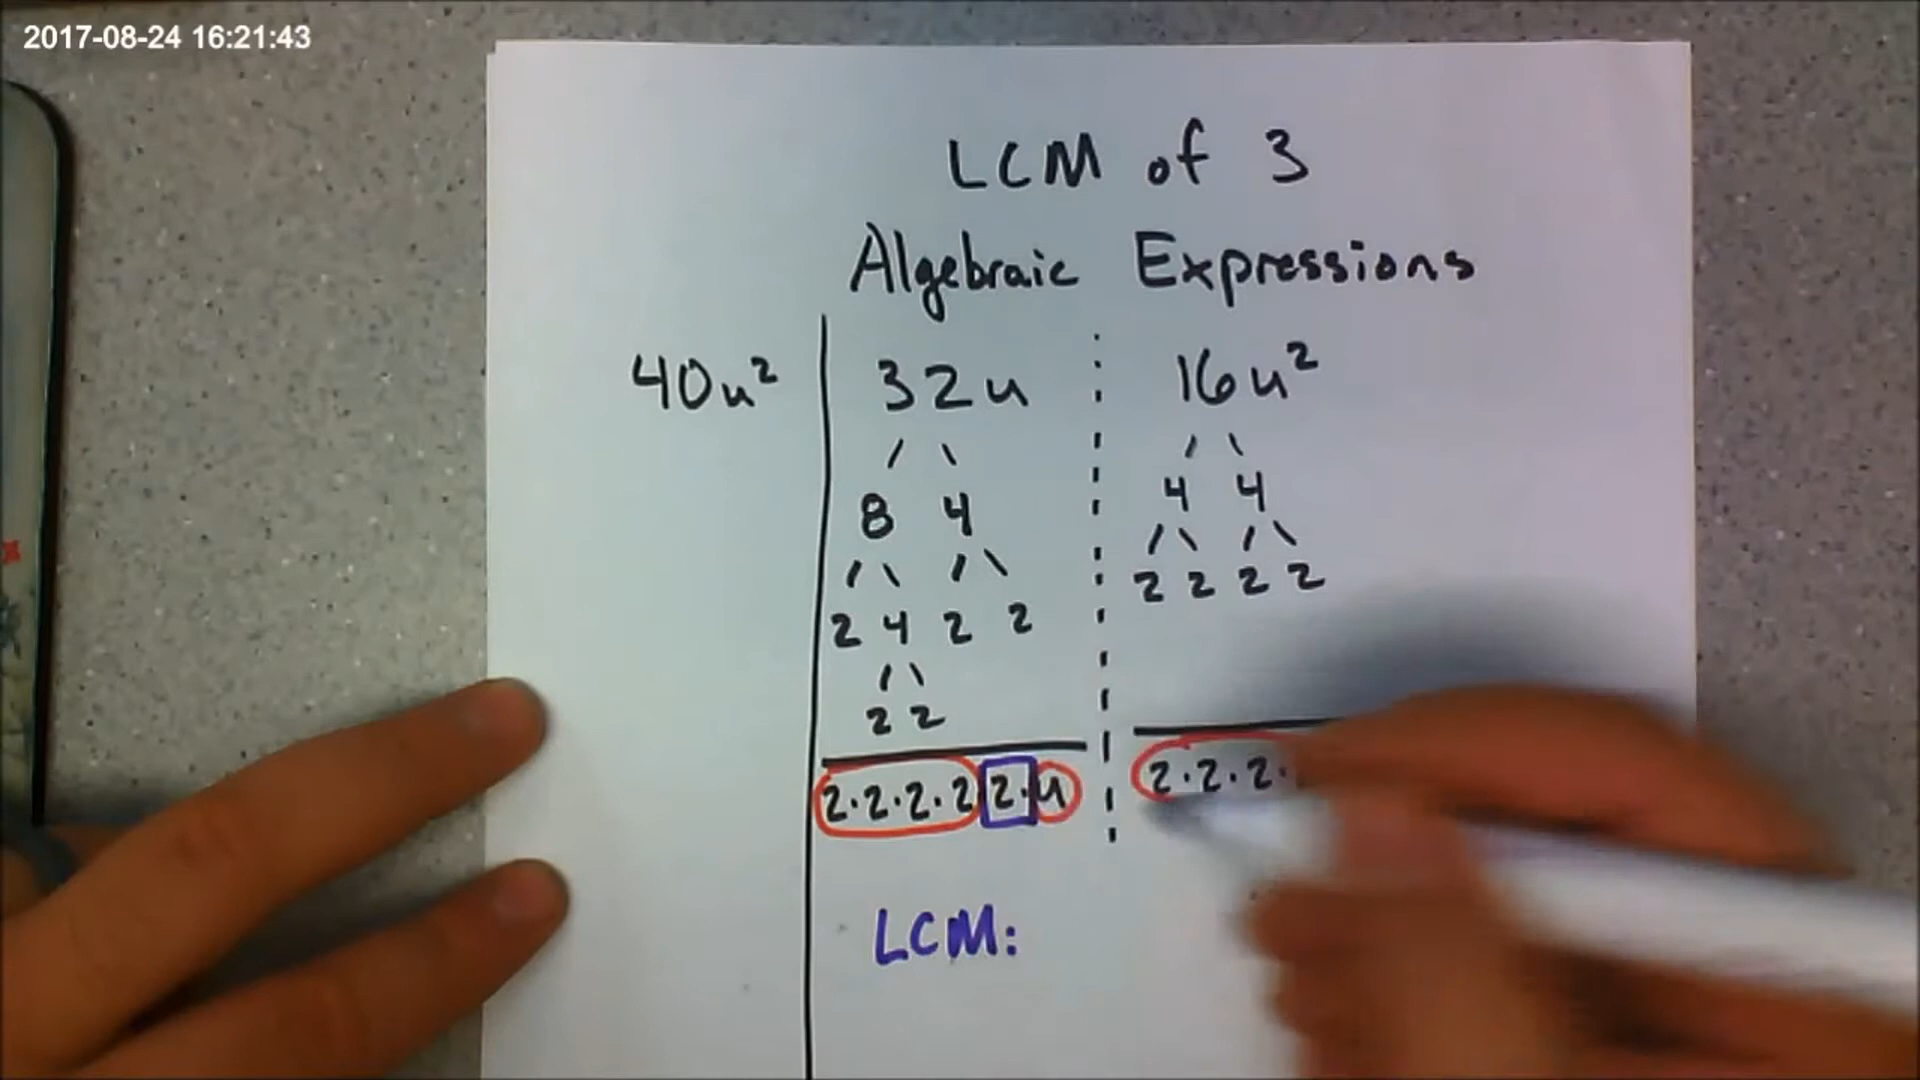 2017-08-24 16:21:43
LCM of 3
Algebraic Expressions
40u² 32u 16u²
8 4 4 4
2 4 2 2 2 2 2 2
2 2
2·2·2·2 2·u 2·2·2·
LCM: